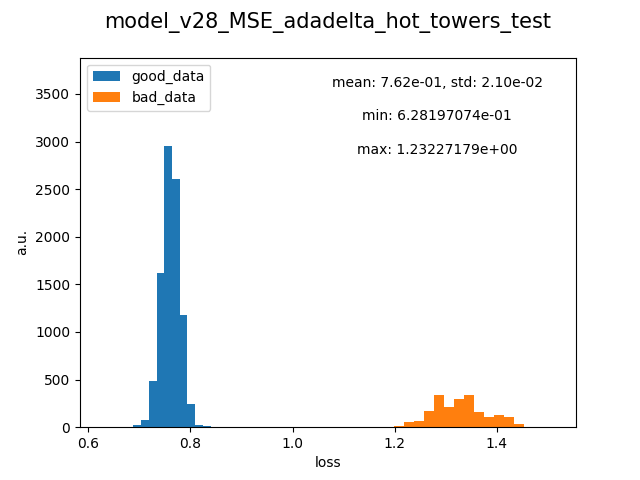 model_v28_MSE_adadelta_hot_towers_test
good_data
bad_data
mean: 7.62e-01, std: 2.10e-02
min: 6.28197074e-01
max: 1.23227179e+00
3500
3000
2500
2000
1500
1000
500
0
a.u.
0.6 0.8 1.0 1.2 1.4
loss